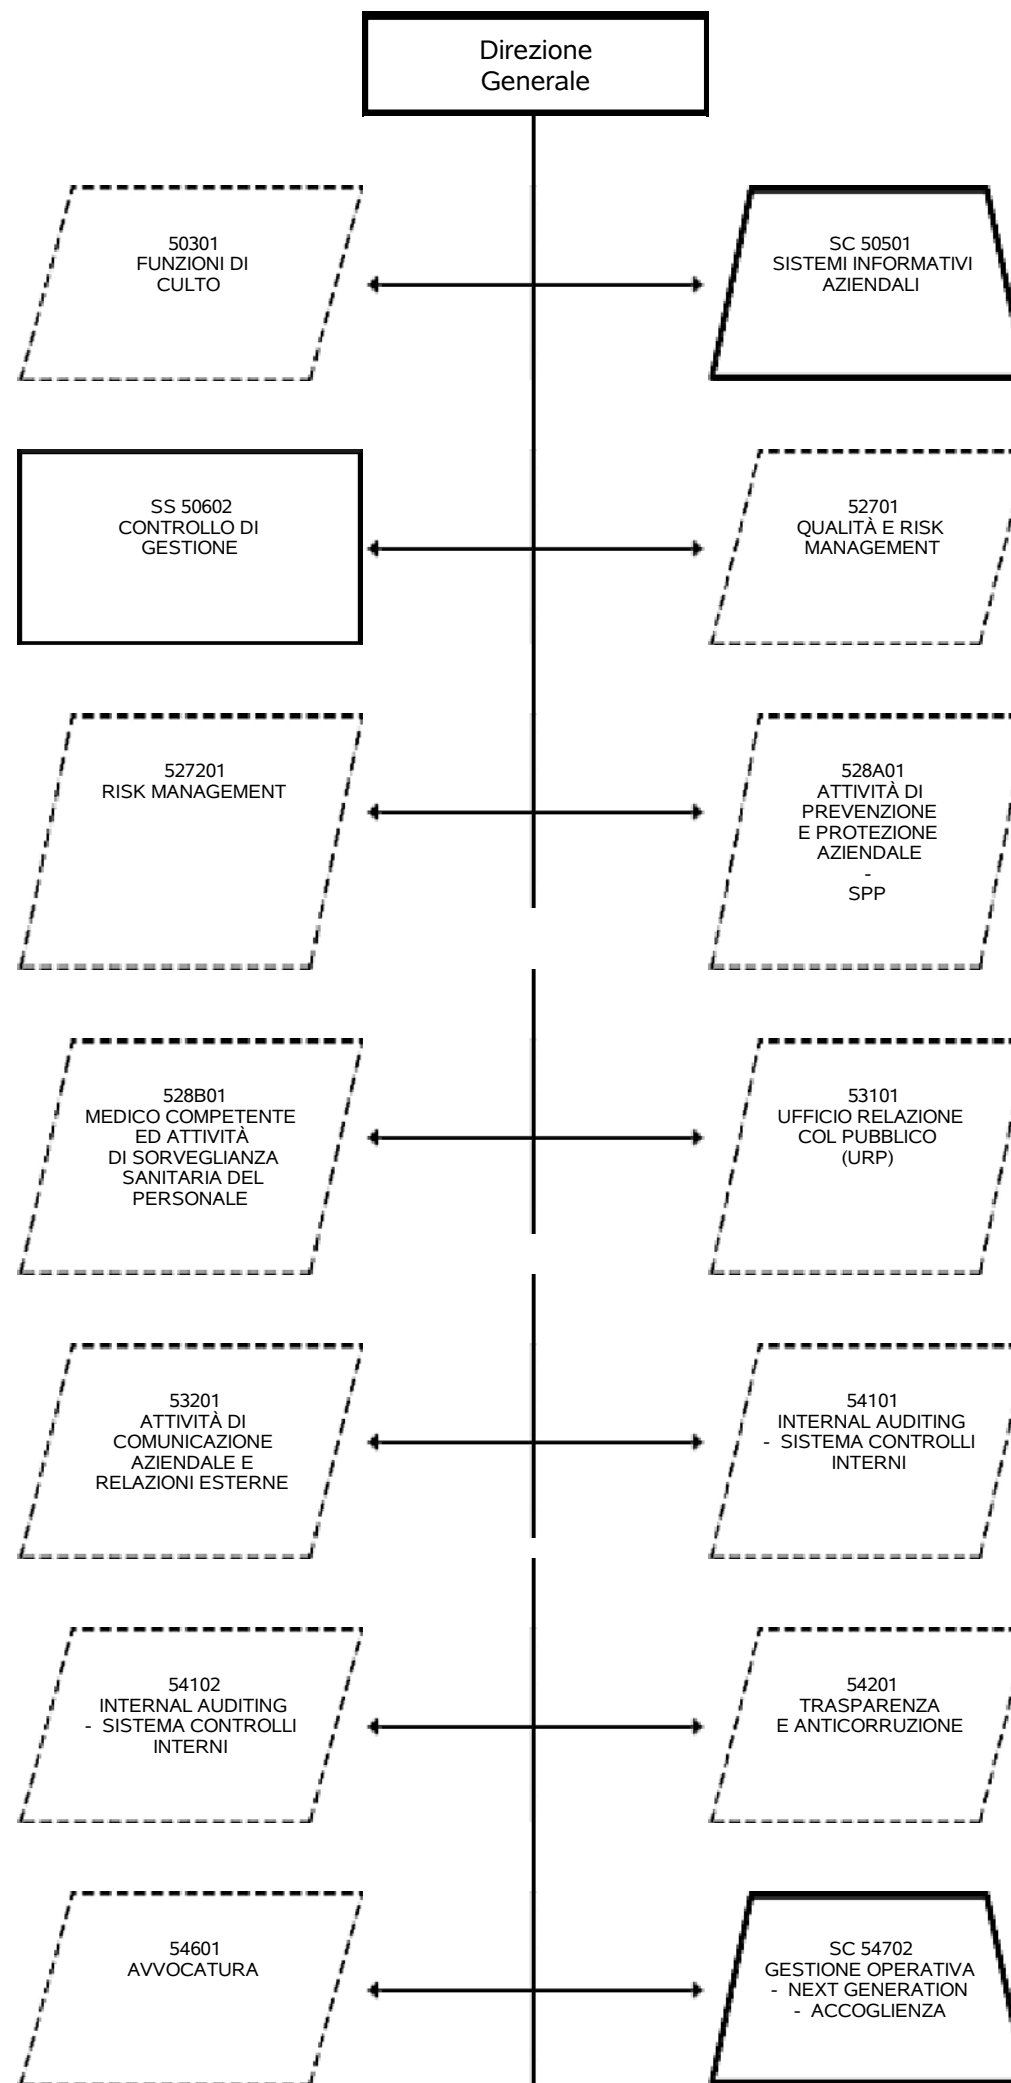 Direzione
Generale
50301
FUNZIONI DI
CULTO
SC 50501
SISTEMI INFORMATIVI
AZIENDALI
SS 50602
CONTROLLO DI
GESTIONE
52701
QUALITÀ E RISK
MANAGEMENT
527201
RISK MANAGEMENT
528A01
ATTIVITÀ DI
PREVENZIONE
E PROTEZIONE
AZIENDALE
-
SPP
528B01
MEDICO COMPETENTE
ED ATTIVITÀ
DI SORVEGLIANZA
SANITARIA DEL
PERSONALE
53101
UFFICIO RELAZIONE
COL PUBBLICO
(URP)
53201
ATTIVITÀ DI
COMUNICAZIONE
AZIENDALE E
RELAZIONI ESTERNE
54101
INTERNAL AUDITING
- SISTEMA CONTROLLI
INTERNI
54102
INTERNAL AUDITING
- SISTEMA CONTROLLI
INTERNI
54201
TRASPARENZA
E ANTICORRUZIONE
54601
AVVOCATURA
SC 54702
GESTIONE OPERATIVA
- NEXT GENERATION
- ACCOGLIENZA